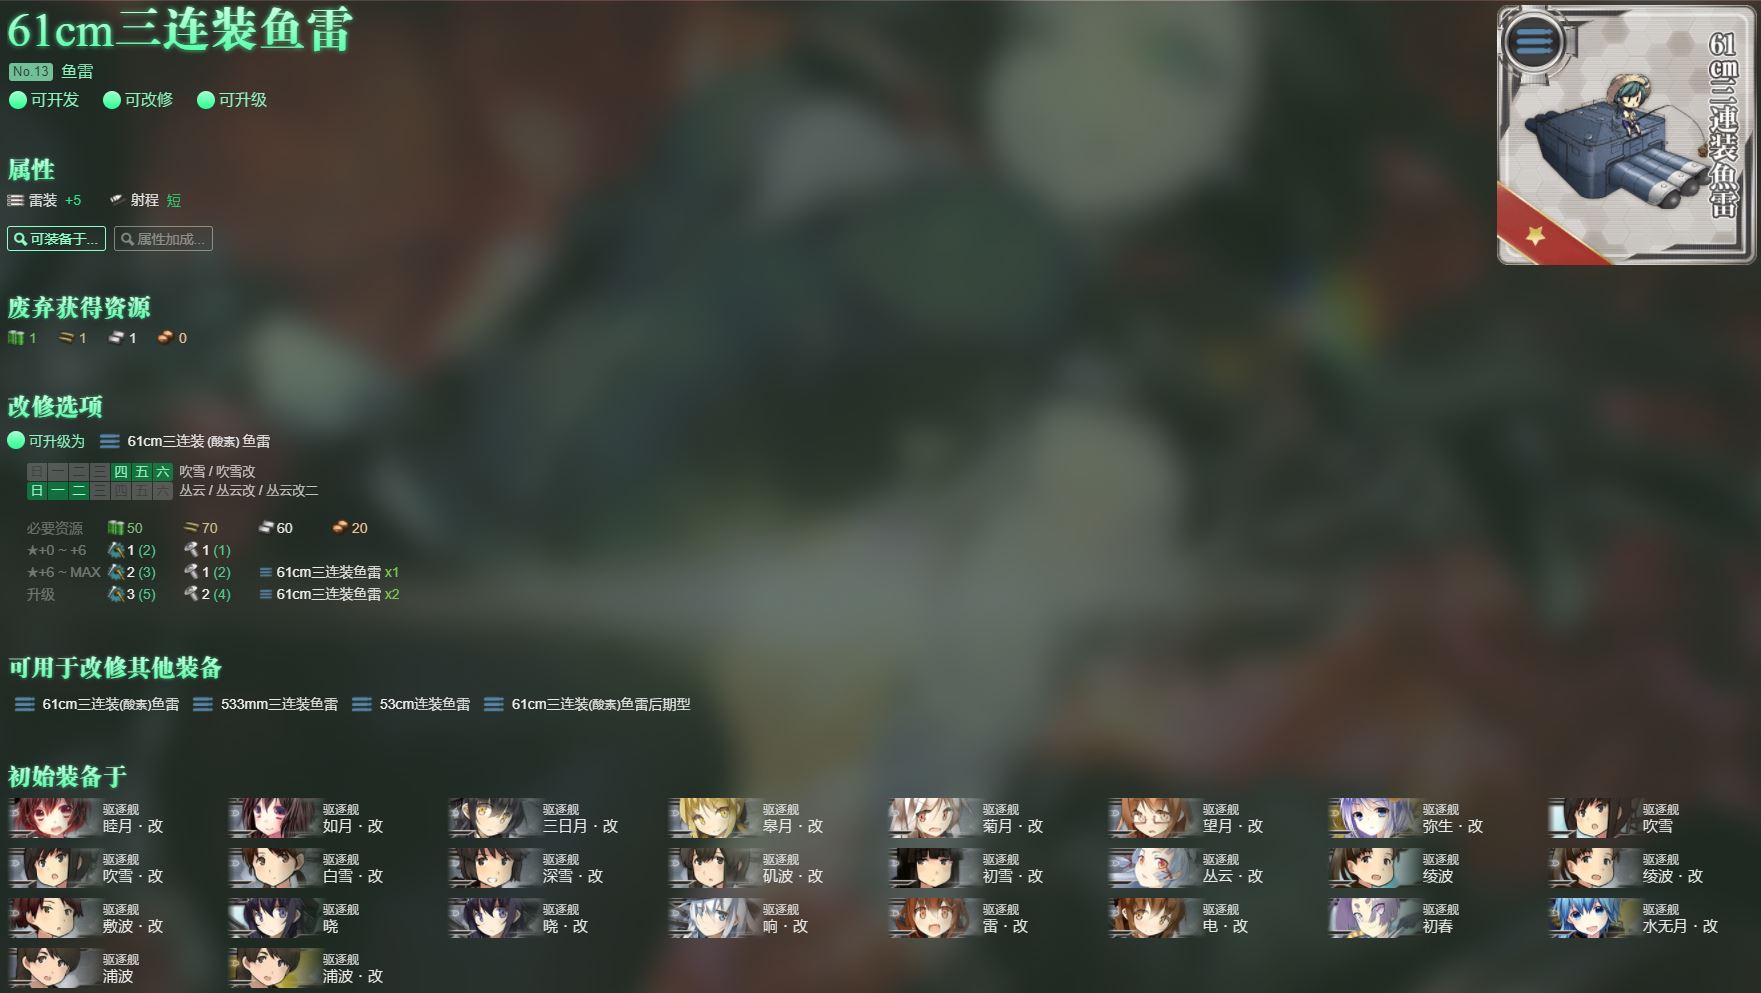 61cm三连装鱼雷
No.13 鱼雷
可开发 可改修 可升级
61cm三連装魚雷
属性
雷装 +5 射程 短
可装备于... 属性加成...
废弃获得资源
1 1 1 0
改修选项
可升级为 61cm三连装(酸素)鱼雷
日 一 二 三 四 五 六 吹雪 / 吹雪改
日 一 二 三 四 五 六 丛云 / 丛云改 / 丛云改二
必要资源 50 70 60 20
★+0 ~ +6 1 (2) 1 (1)
★+6 ~ MAX 2 (3) 1 (2) 61cm三连装鱼雷 x1
升级 3 (5) 2 (4) 61cm三连装鱼雷 x2
可用于改修其他装备
61cm三连装(酸素)鱼雷 533mm三连装鱼雷 53cm连装鱼雷 61cm三连装(酸素)鱼雷后期型
初始装备于
驱逐舰 驱逐舰 驱逐舰 驱逐舰 驱逐舰 驱逐舰 驱逐舰 驱逐舰
睦月·改 如月·改 三日月·改 皋月·改 菊月·改 望月·改 弥生·改 吹雪
驱逐舰 驱逐舰 驱逐舰 驱逐舰 驱逐舰 驱逐舰 驱逐舰 驱逐舰
吹雪·改 白雪·改 深雪·改 矶波·改 初雪·改 丛云·改 绫波 绫波·改
驱逐舰 驱逐舰 驱逐舰 驱逐舰 驱逐舰 驱逐舰 驱逐舰 驱逐舰
敷波·改 晓 晓·改 响·改 雷·改 电·改 初春 水无月·改
驱逐舰 驱逐舰
浦波 浦波·改